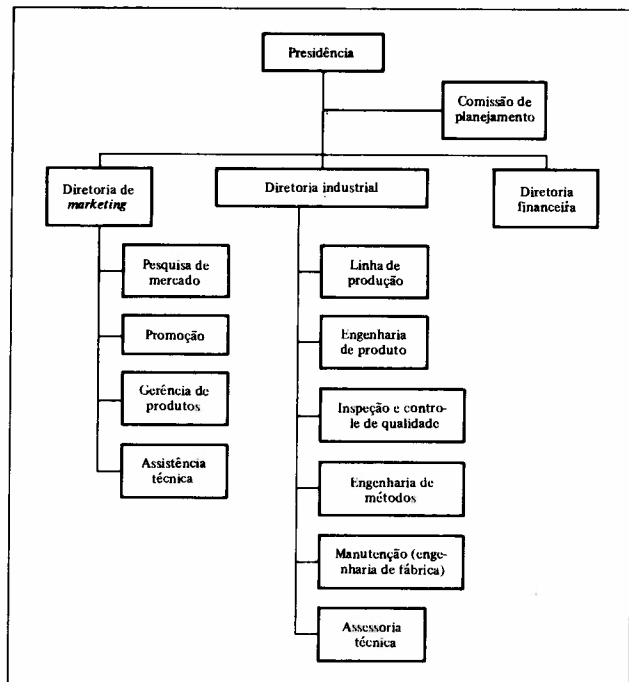 Presidência
Comissão de
planejamento
Diretoria de
marketing
Diretoria industrial
Diretoria
financeira
Pesquisa de
mercado
Promoção
Gerência de
produtos
Assistência
técnica
Linha de
produção
Engenharia
de produto
Inspeção e contro-
le de qualidade
Engenharia de
métodos
Manutenção (enge-
nharia de fábrica)
Assessoria
técnica